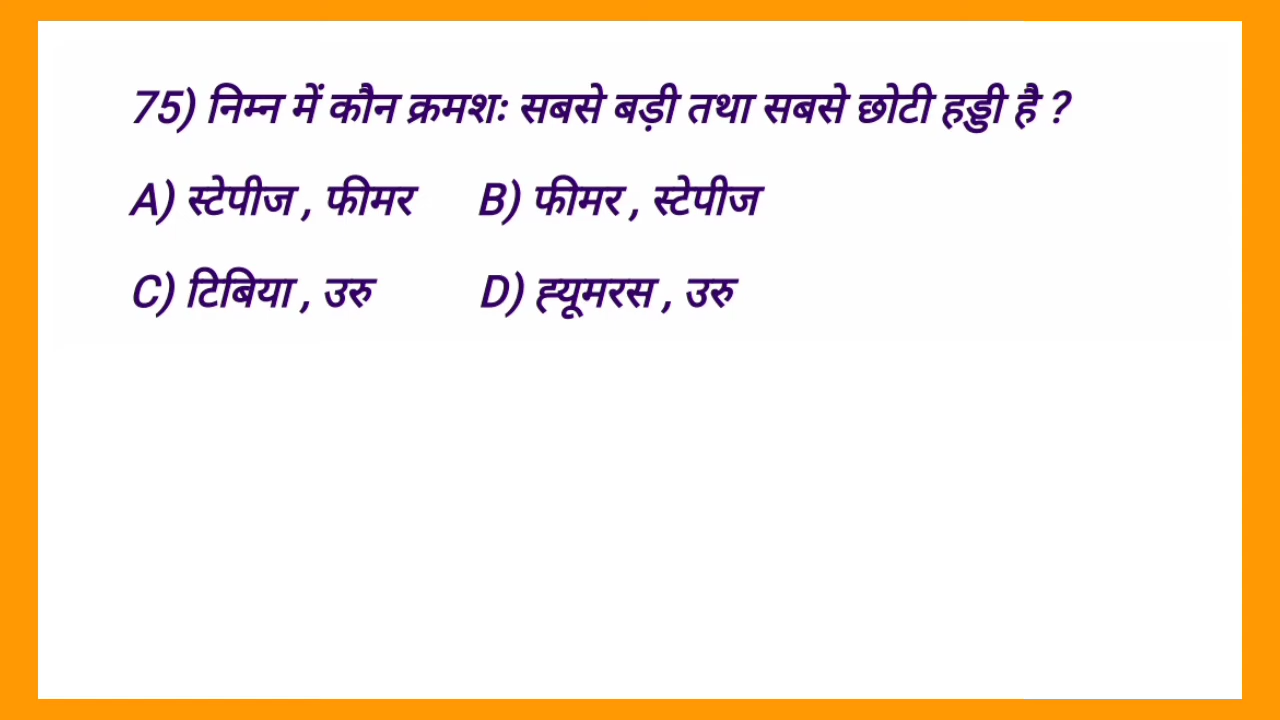 75) निम्न में कौन क्रमशः सबसे बड़ी तथा सबसे छोटी हड्डी है ?
A) स्टेपीज , फीमर B) फीमर , स्टेपीज
C) टिबिया , उरु D) ह्यूमरस , उरु